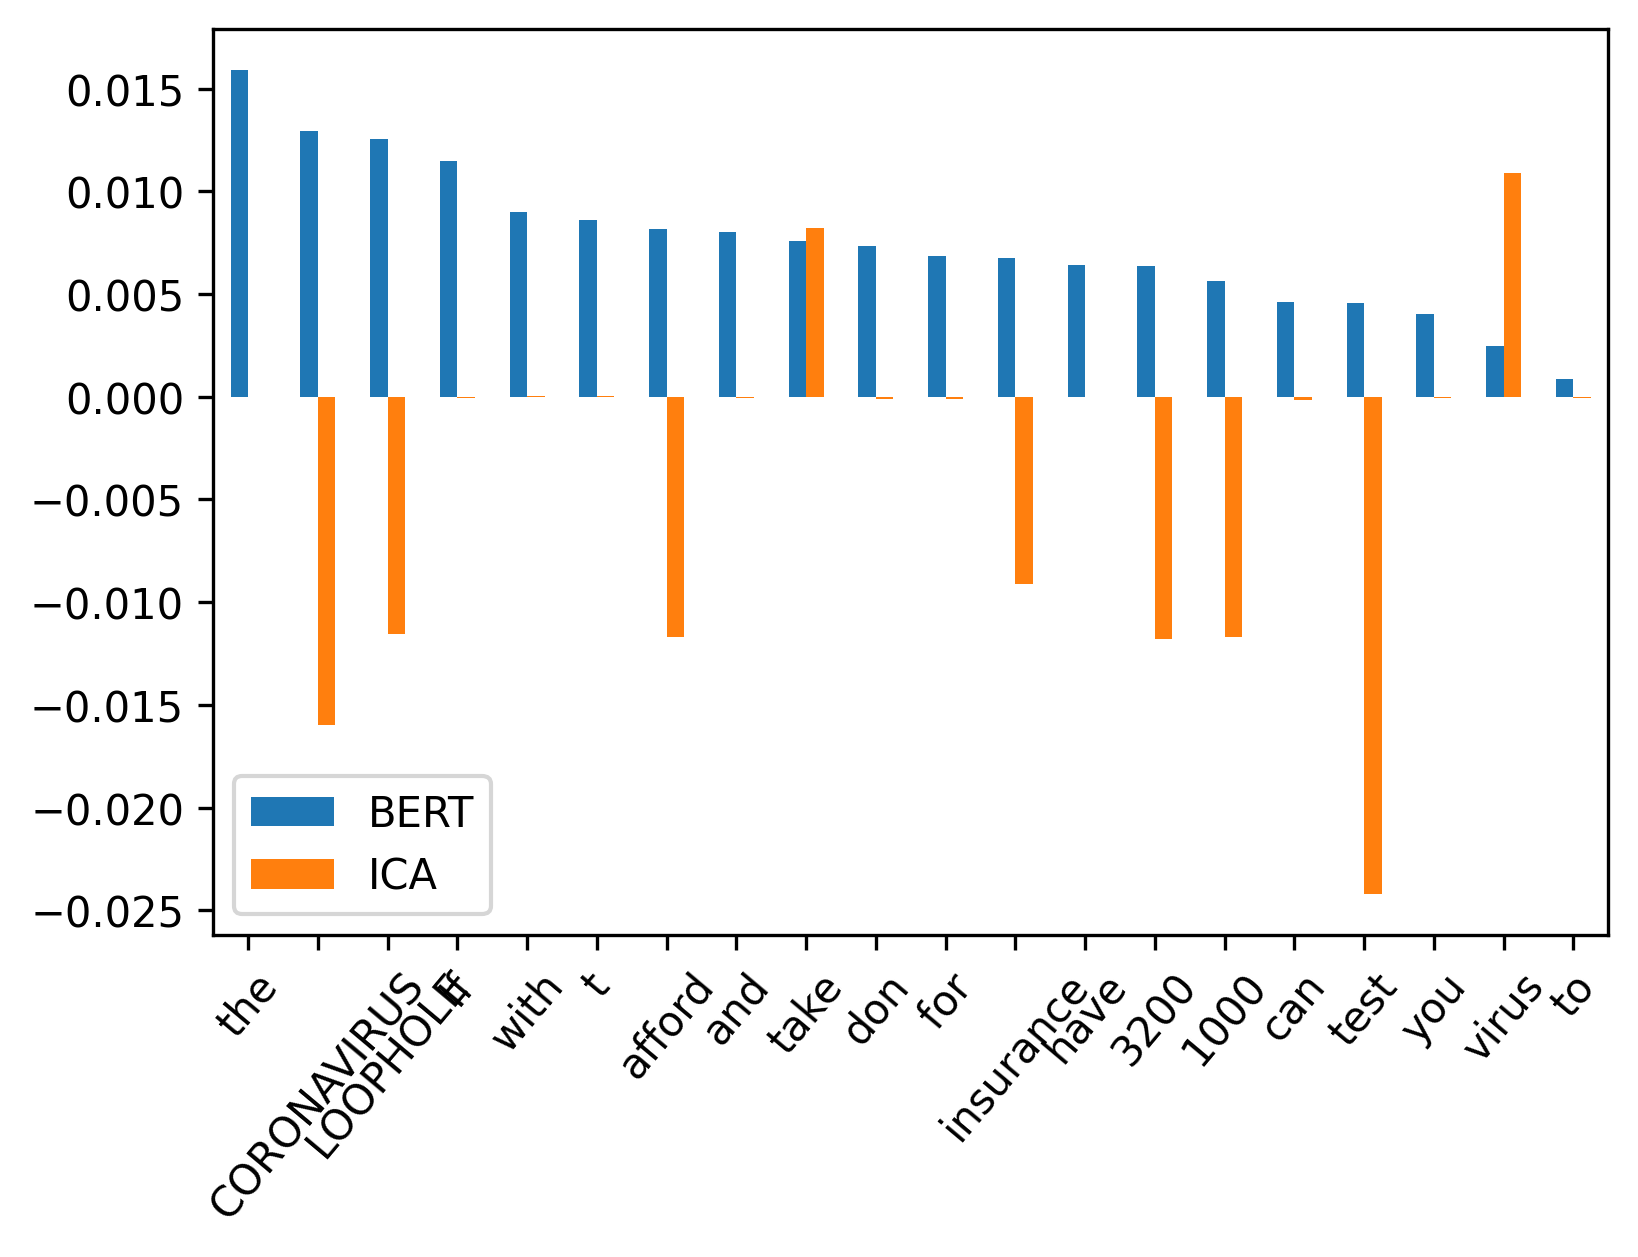 0.015
0.010
0.005
0.000
−0.005
−0.010
−0.015
−0.020
−0.025
BERT
ICA
the
CORONAVIRUS
LOOPHOLE
If
with
t
afford
and
take
don
for
insurance
have
3200
1000
can
test
you
virus
to